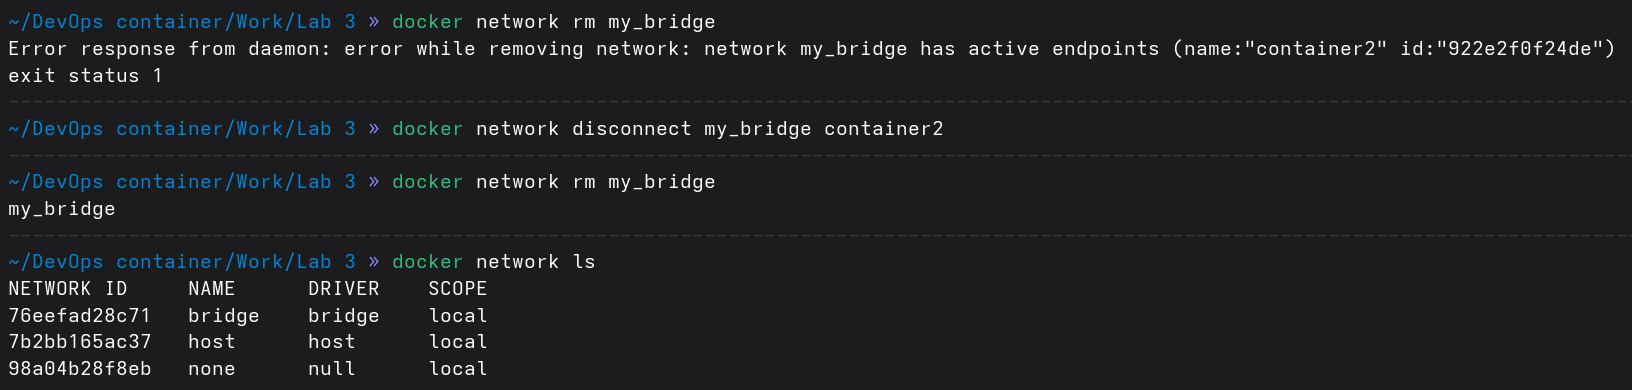 ~/DevOps container/Work/Lab 3 » docker network rm my_bridge
Error response from daemon: error while removing network: network my_bridge has active endpoints (name:"container2" id:"922e2f0f24de")
exit status 1
~/DevOps container/Work/Lab 3 » docker network disconnect my_bridge container2
~/DevOps container/Work/Lab 3 » docker network rm my_bridge
my_bridge
~/DevOps container/Work/Lab 3 » docker network ls
NETWORK ID     NAME      DRIVER    SCOPE
76eefad28c71   bridge    bridge    local
7b2bb165ac37   host      host      local
98a04b28f8eb   none      null      local